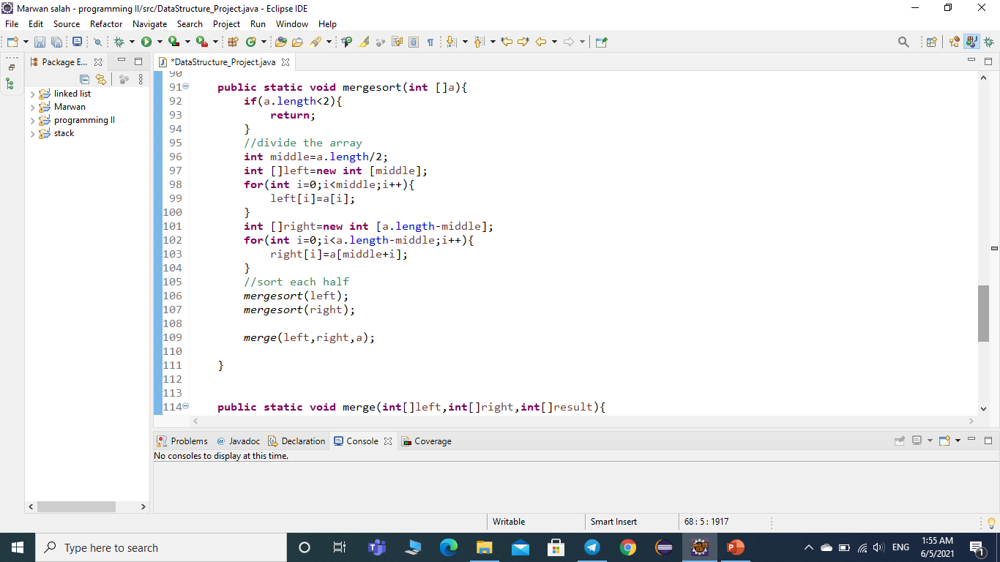 Marwan salah - programming II/src/DataStructure_Project.java - Eclipse IDE
File Edit Source Refactor Navigate Search Project Run Window Help
Package E...
*DataStructure_Project.java
linked list
Marwan
programming II
stack
90
91 public static void mergesort(int []a){
92 if(a.length<2){
93 return;
94 }
95 //divide the array
96 int middle=a.length/2;
97 int []left=new int [middle];
98 for(int i=0;i<middle;i++){
99 left[i]=a[i];
100 }
101 int []right=new int [a.length-middle];
102 for(int i=0;i<a.length-middle;i++){
103 right[i]=a[middle+i];
104 }
105 //sort each half
106 mergesort(left);
107 mergesort(right);
108
109 merge(left,right,a);
110
111 }
112
113
114 public static void merge(int[]left,int[]right,int[]result){
Problems @ Javadoc Declaration Console Coverage
No consoles to display at this time.
Writable Smart Insert 68 : 5 : 1917
Type here to search
ENG
1:55 AM
6/5/2021
1